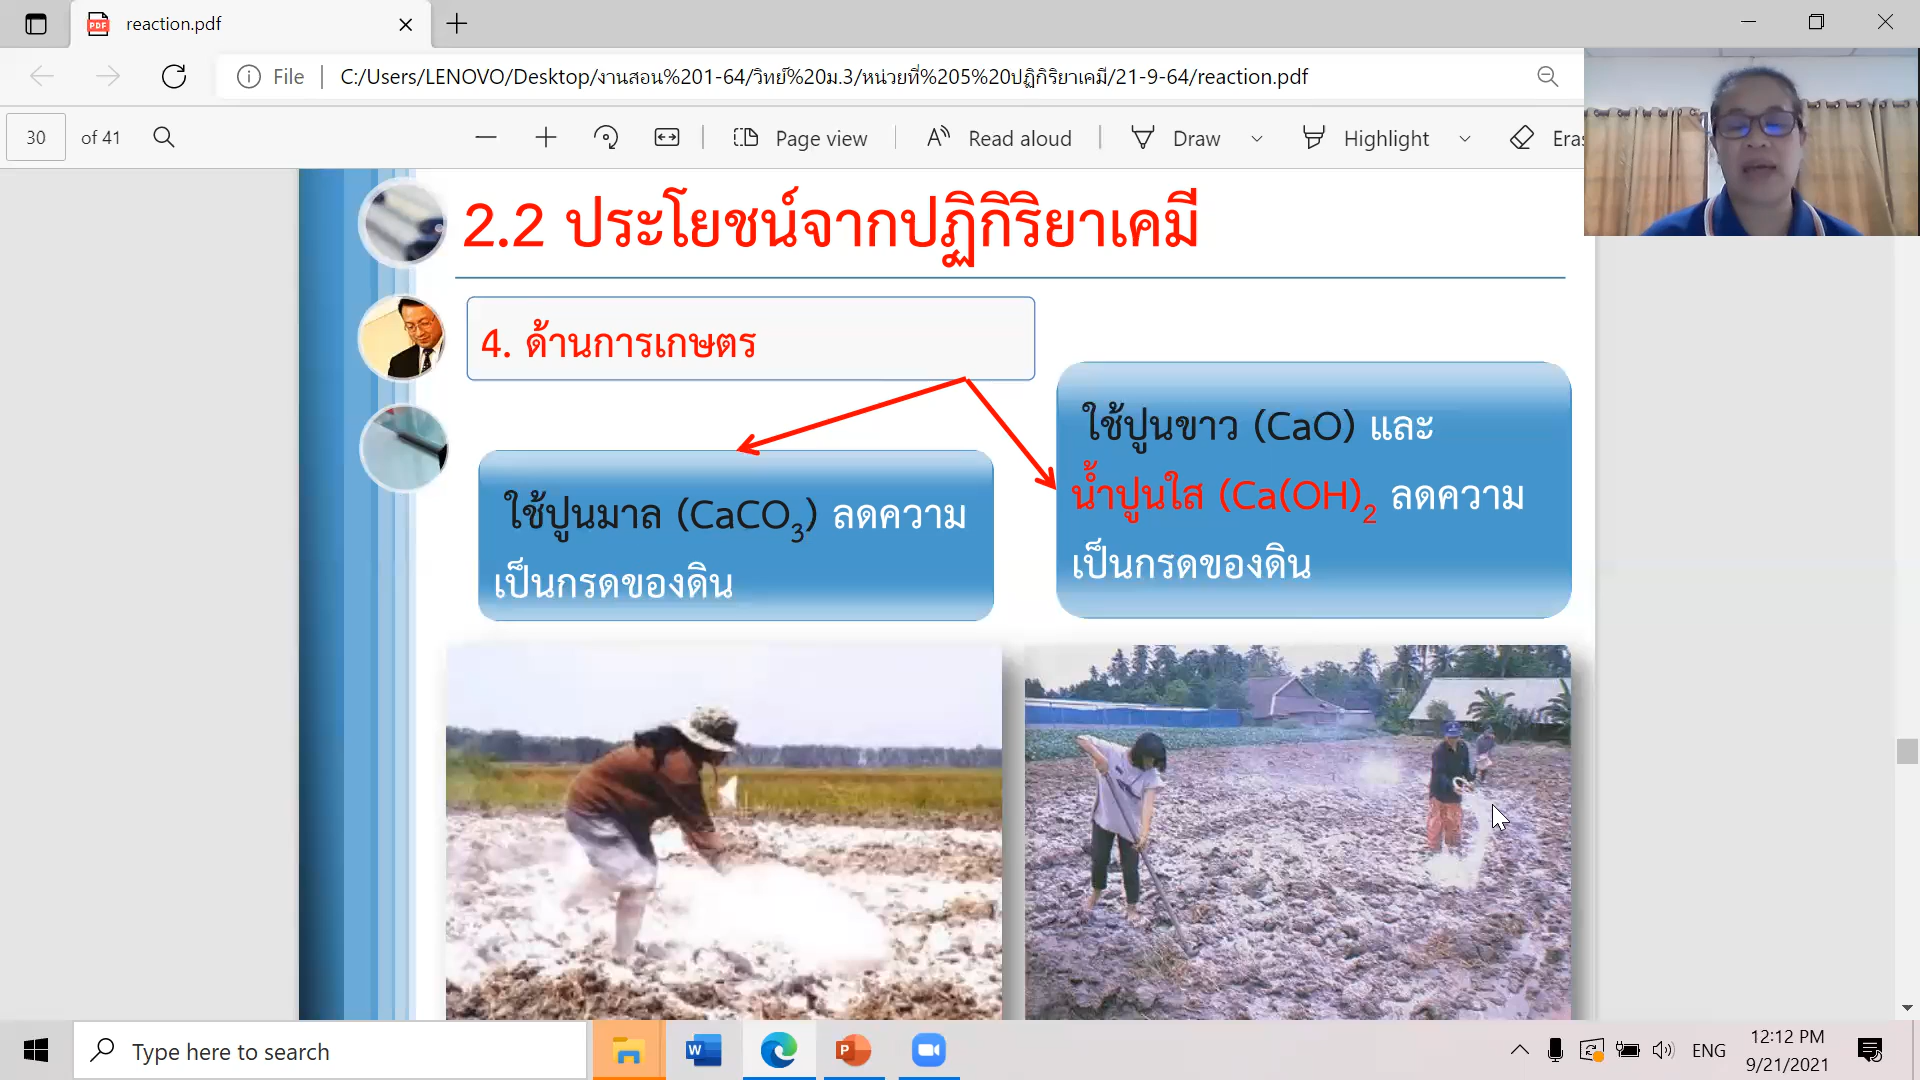 reaction.pdf
File
C:/Users/LENOVO/Desktop/งานสอน%201-64/วิทย์%20ม.3/หน่วยที่%205%20ปฏิกิริยาเคมี/21-9-64/reaction.pdf
30 of 41
Page view
Read aloud
Draw
Highlight
Eras
2.2 ประโยชน์จากปฏิกิริยาเคมี
4. ด้านการเกษตร
ใช้ปูนมาล (CaCO3) ลดความ
เป็นกรดของดิน
ใช้ปูนขาว (CaO) และ
น้ำปูนใส (Ca(OH)2 ลดความ
เป็นกรดของดิน
Type here to search
ENG
12:12 PM
9/21/2021